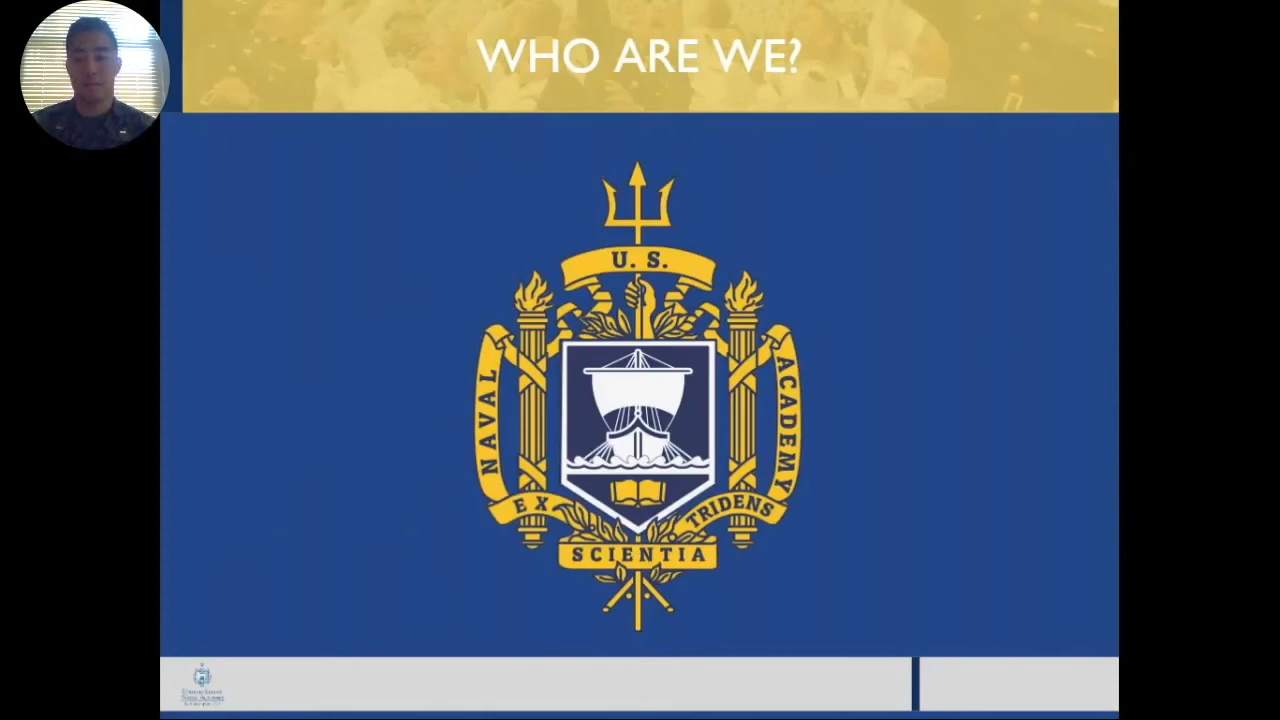 WHO ARE WE?
U. S.
NAVAL
ACADEMY
EX
SCIENTIA
TRIDENS